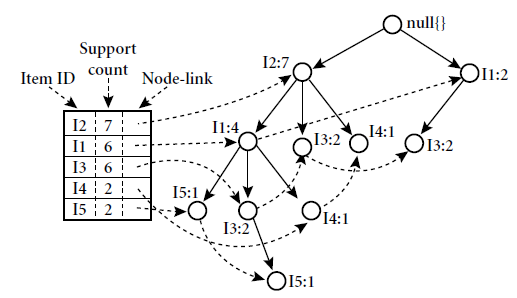 null{}
Support
count
Item ID
Node-link
I2:7
I1:2
I2 7
I1 6
I3 6
I4 2
I5 2
I1:4
I3:2
I4:1
I3:2
I5:1
I3:2
I4:1
I5:1